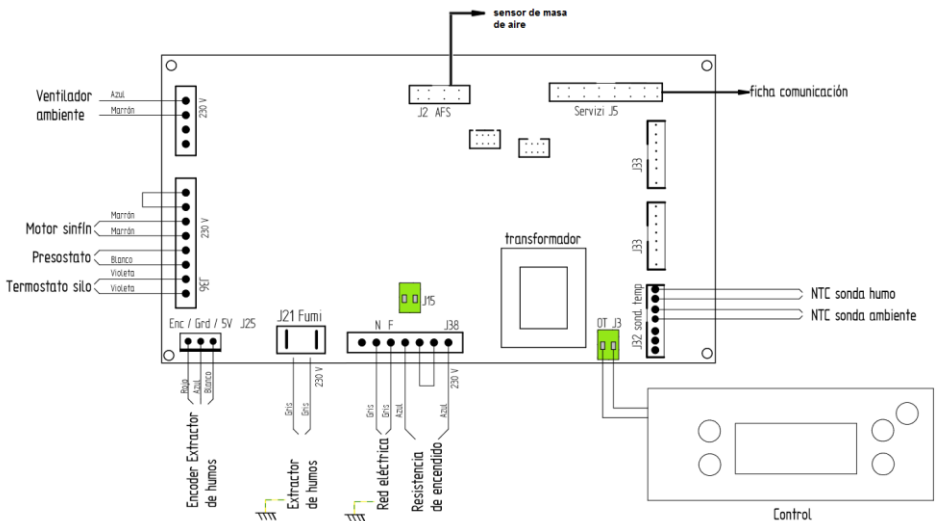 sensor de masa
de aire
Ventilador
ambiente
Azul
Marrón
230 V
J2 AFS
Servizi J5
ficha comunicación
J33
J33
Motor sinfín
Marrón
Marrón
230 V
Presostato
Blanco
Termostato silo
Violeta
Violeta
J36
transformador
J15
Enc / Grd / 5V J25
J21 Fumi
N F
J38
OT J3
J32 sond. temp
NTC sonda humo
NTC sonda ambiente
Rojo
Azul
Blanco
Encoder Extractor
de humos
Gris
Gris
230 V
Extractor
de humos
Gris
Gris
Azul
Azul
230 V
Red eléctrica
Resistencia
de encendido
Control